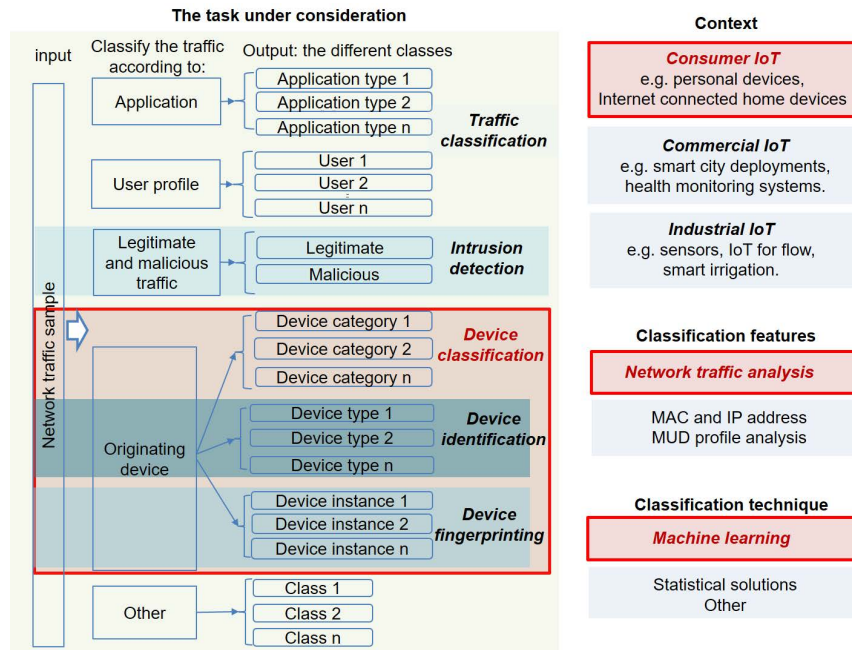 The task under consideration
input
Classify the traffic
according to:
Output: the different classes
Network traffic sample
Application
Application type 1
Application type 2
Application type n
Traffic
classification
User profile
User 1
User 2
User n
Legitimate
and malicious
traffic
Legitimate
Malicious
Intrusion
detection
Originating
device
Device category 1
Device category 2
Device category n
Device
classification
Device type 1
Device type 2
Device type n
Device
identification
Device instance 1
Device instance 2
Device instance n
Device
fingerprinting
Other
Class 1
Class 2
Class n
Context
Consumer IoT
e.g. personal devices,
Internet connected home devices
Commercial IoT
e.g. smart city deployments,
health monitoring systems.
Industrial IoT
e.g. sensors, IoT for flow,
smart irrigation.
Classification features
Network traffic analysis
MAC and IP address
MUD profile analysis
Classification technique
Machine learning
Statistical solutions
Other